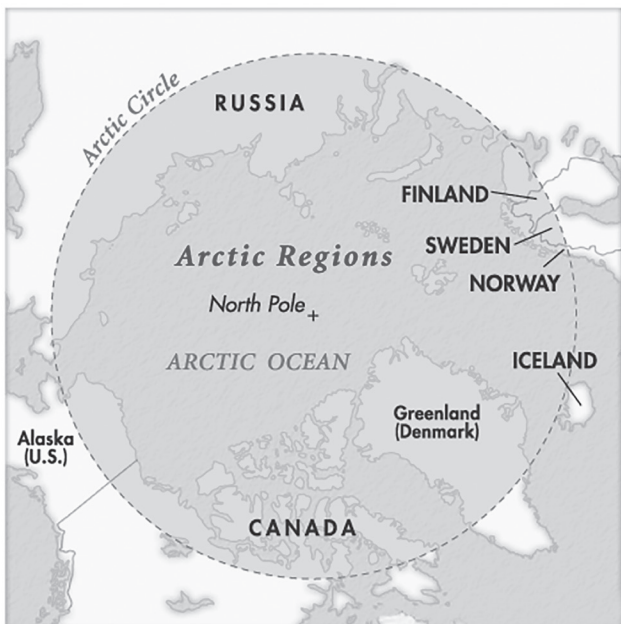 Arctic Circle
RUSSIA
FINLAND
Arctic Regions
SWEDEN
NORWAY
North Pole
ARCTIC OCEAN
ICELAND
Greenland
(Denmark)
Alaska
(U.S.)
CANADA